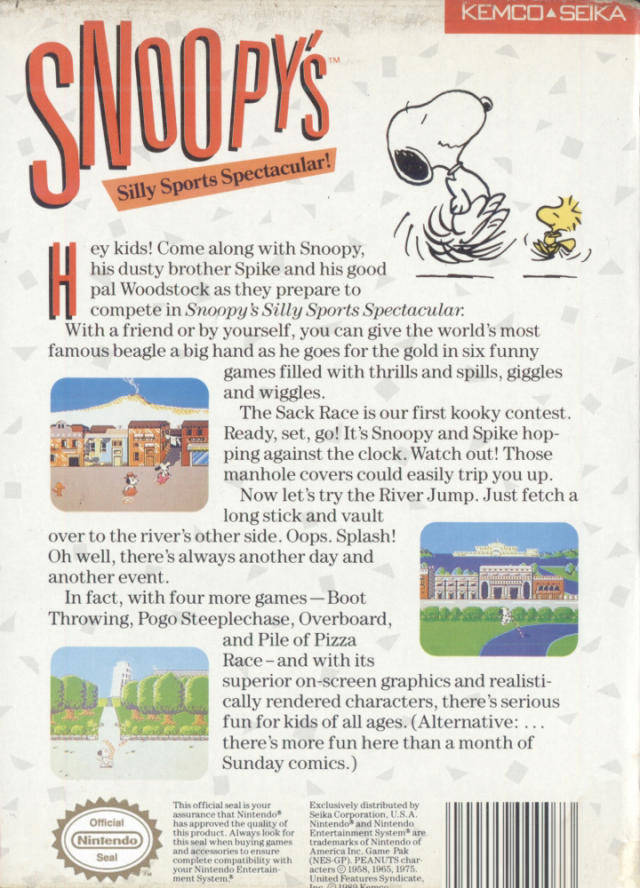 KEMCO▲SEIKA
SNOOPY'S™
Silly Sports Spectacular!
Hey kids! Come along with Snoopy,
his dusty brother Spike and his good
pal Woodstock as they prepare to
compete in Snoopy's Silly Sports Spectacular.
With a friend or by yourself, you can give the world's most
famous beagle a big hand as he goes for the gold in six funny
games filled with thrills and spills, giggles
and wiggles.
The Sack Race is our first kooky contest.
Ready, set, go! It's Snoopy and Spike hop-
ping against the clock. Watch out! Those
manhole covers could easily trip you up.
Now let's try the River Jump. Just fetch a
long stick and vault
over to the river's other side. Oops. Splash!
Oh well, there's always another day and
another event.
In fact, with four more games—Boot
Throwing, Pogo Steeplechase, Overboard,
and Pile of Pizza
Race – and with its
superior on-screen graphics and realisti-
cally rendered characters, there's serious
fun for kids of all ages. (Alternative: ...
there's more fun here than a month of
Sunday comics.)
Official
Nintendo®
Seal
TM
This official seal is your
assurance that Nintendo®
has approved the quality of
this product. Always look for
this seal when buying games
and accessories to ensure
complete compatibility with
your Nintendo Entertain-
ment System.®
Exclusively distributed by
Seika Corporation, U.S.A.
Nintendo® and Nintendo
Entertainment System® are
trademarks of Nintendo of
America Inc. Game Pak
(NES-GP). PEANUTS char-
acters © 1958, 1965, 1975.
United Features Syndicate,
Inc. © 1989 Kemco